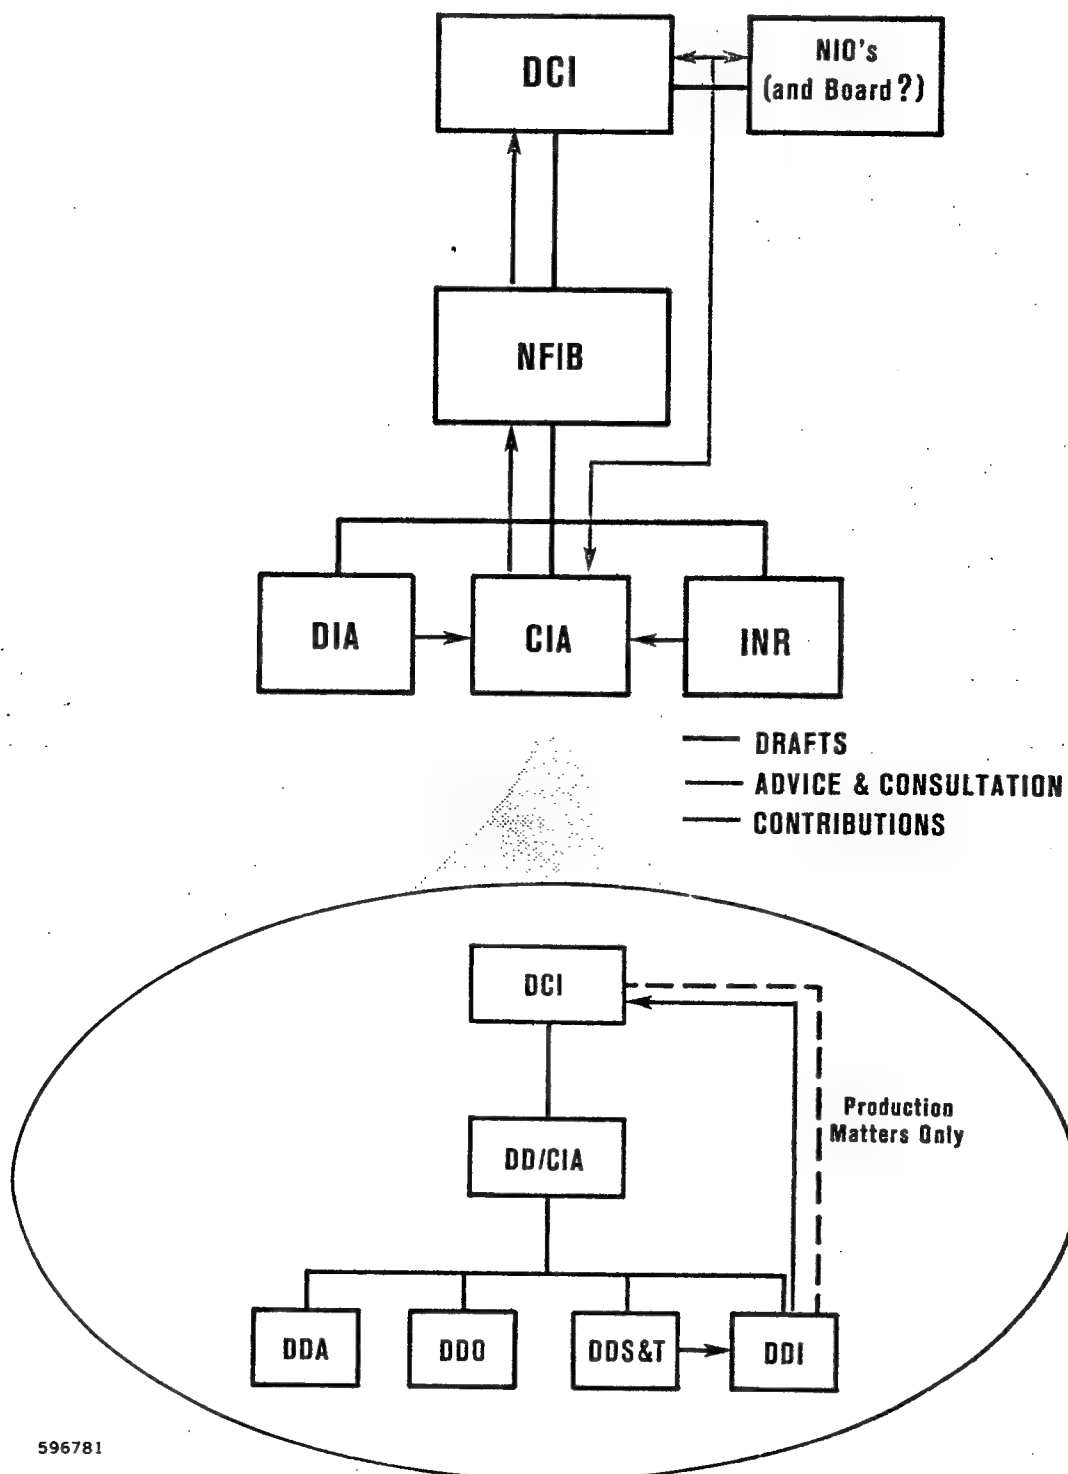 DCI
NIO's
(and Board?)
NFIB
DIA
CIA
INR
DRAFTS
ADVICE & CONSULTATION
CONTRIBUTIONS
DCI
Production
Matters Only
DD/CIA
DDA
DDO
DDS&T
DDI
596781